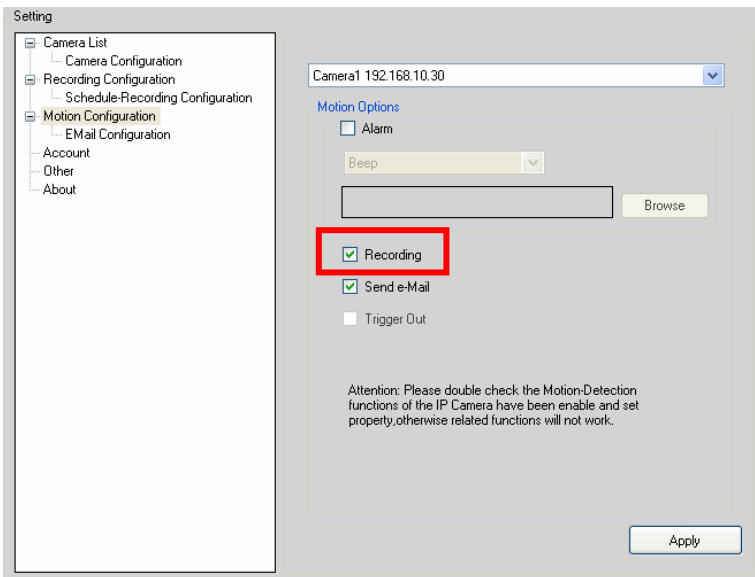 Setting
Camera List
Camera Configuration
Recording Configuration
Schedule-Recording Configuration
Motion Configuration
EMail Configuration
Account
Other
About
Camera1 192.168.10.30
Motion Options
Alarm
Beep
Browse
Recording
Send e-Mail
Trigger Out
Attention: Please double check the Motion-Detection
functions of the IP Camera have been enable and set
property,otherwise related functions will not work.
Apply